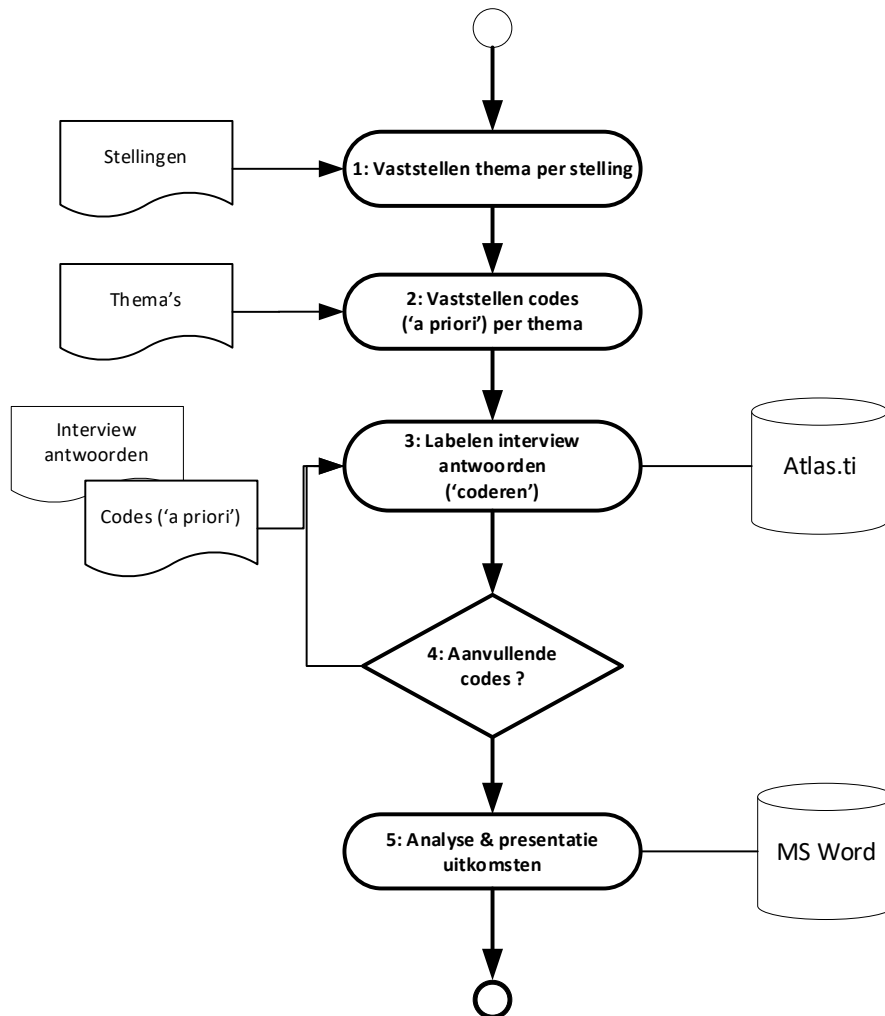 Stellingen
1: Vaststellen thema per stelling
Thema’s
2: Vaststellen codes
(‘a priori’) per thema
Interview
antwoorden
Codes (‘a priori’)
3: Labelen interview
antwoorden
(‘coderen’)
Atlas.ti
4: Aanvullende
codes ?
5: Analyse & presentatie
uitkomsten
MS Word